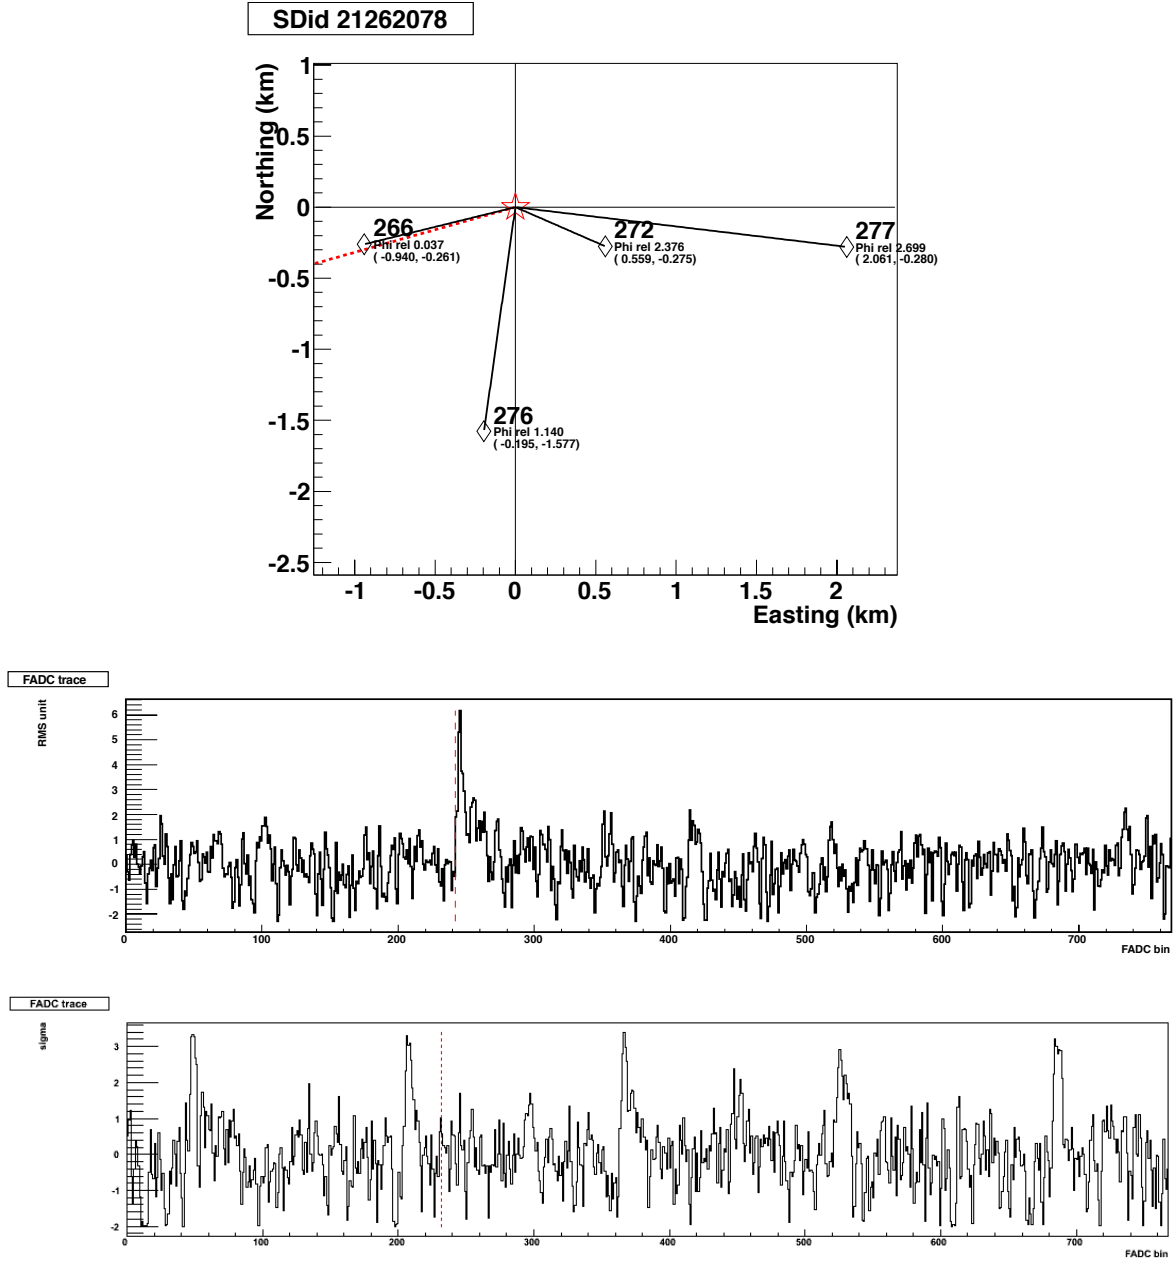 SDid 21262078
Northing (km)
1
0.5
0
-0.5
-1
-1.5
-2
-2.5
266
Phi rel 0.037
( -0.940, -0.261)
272
Phi rel 2.376
( 0.559, -0.275)
277
Phi rel 2.699
( 2.061, -0.280)
276
Phi rel 1.140
( -0.195, -1.577)
-1 -0.5 0 0.5 1 1.5 2
Easting (km)
FADC trace
RMS unit
6
5
4
3
2
1
0
-1
-2
0 100 200 300 400 500 600 700
FADC bin
FADC trace
sigma
3
2
1
0
-1
-2
0 100 200 300 400 500 600 700
FADC bin